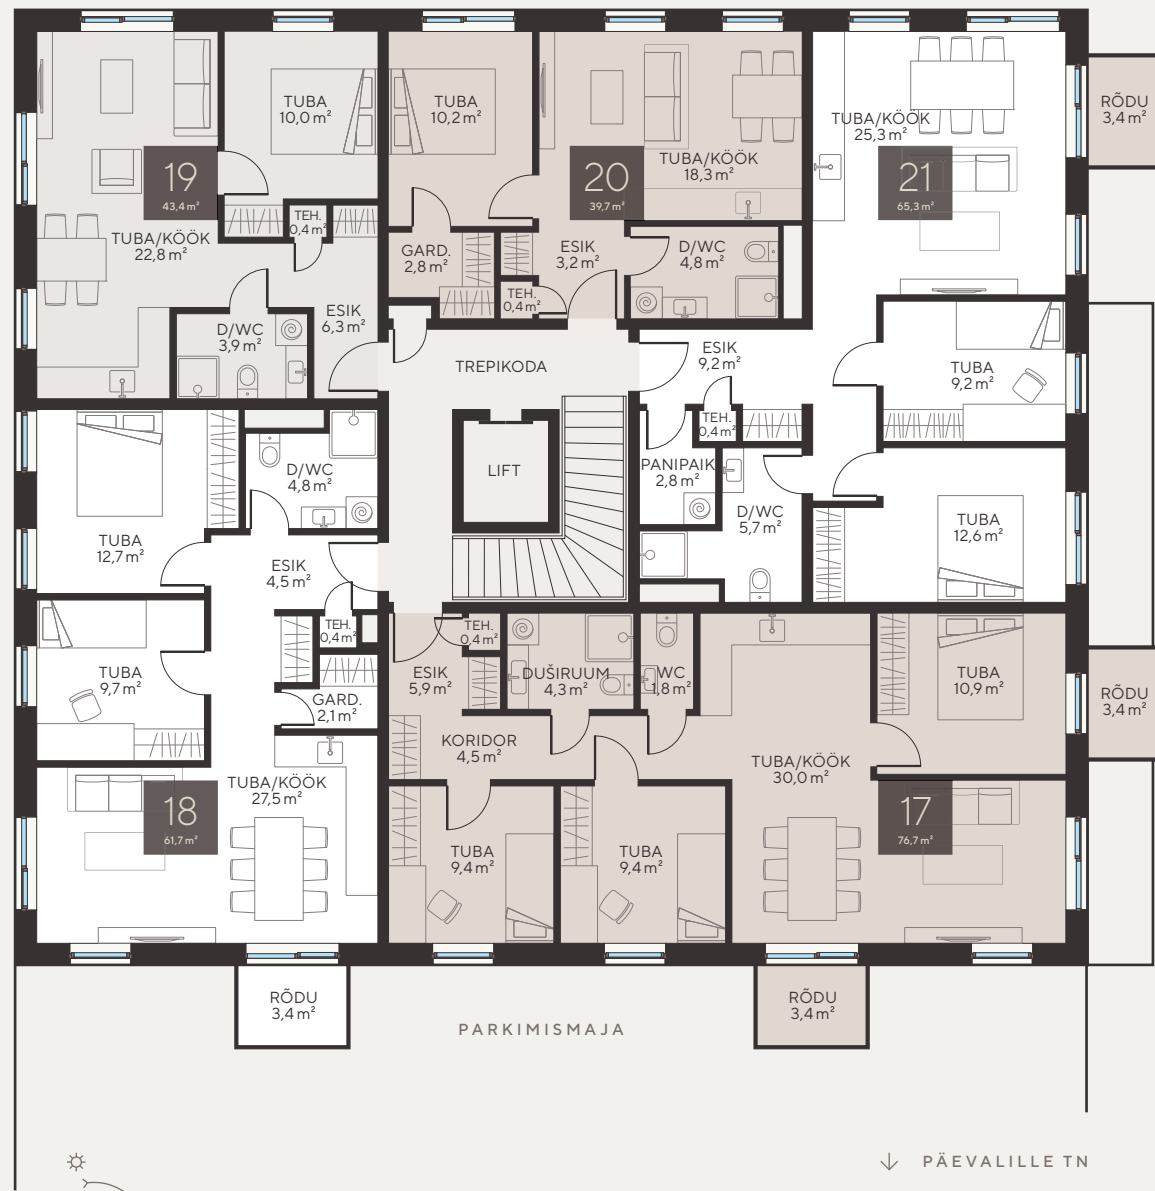 TUBA
10,0 m²
TUBA
10,2 m²
RÕDU
3,4 m²
TUBA/KÖÖK
25,3 m²
TUBA/KÖÖK
18,3 m²
19
43,4 m²
20
39,7 m²
21
65,3 m²
TEH.
0,4 m²
TUBA/KÖÖK
22,8 m²
GARD.
2,8 m²
ESIK
3,2 m²
D/WC
4,8 m²
TEH.
0,4 m²
ESIK
6,3 m²
D/WC
3,9 m²
TREPIKODA
ESIK
9,2 m²
TUBA
9,2 m²
TEH.
0,4 m²
LIFT
PANIPAIK
2,8 m²
D/WC
4,8 m²
D/WC
5,7 m²
TUBA
12,6 m²
TUBA
12,7 m²
ESIK
4,5 m²
TEH.
0,4 m²
TEH.
0,4 m²
TUBA
9,7 m²
GARD.
2,1 m²
ESIK
5,9 m²
DUŠIRUUM
4,3 m²
WC
1,8 m²
TUBA
10,9 m²
RÕDU
3,4 m²
KORIDOR
4,5 m²
TUBA/KÖÖK
30,0 m²
TUBA/KÖÖK
27,5 m²
18
61,7 m²
17
76,7 m²
TUBA
9,4 m²
TUBA
9,4 m²
RÕDU
3,4 m²
RÕDU
3,4 m²
PARKIMISMAJA
PÄEVALILLE TN